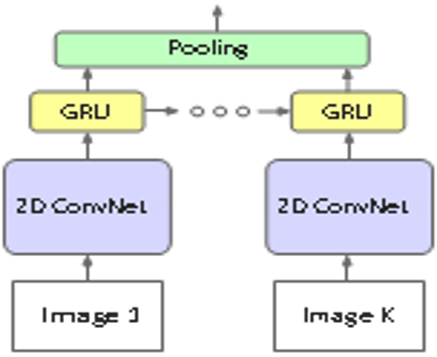 Pooling
GRU
GRU
2D ConvNet
2D ConvNet
Image 1
Image K